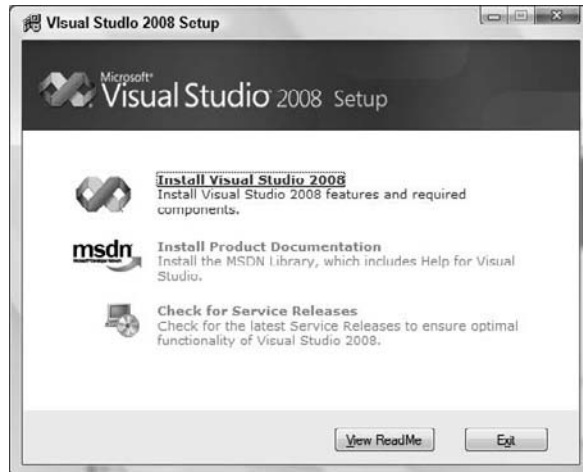 Visual Studio 2008 Setup
Microsoft®
Visual Studio 2008 Setup
Install Visual Studio 2008
Install Visual Studio 2008 features and required
components.
msdn
Install Product Documentation
Install the MSDN Library, which includes Help for Visual
Studio.
Check for Service Releases
Check for the latest Service Releases to ensure optimal
functionality of Visual Studio 2008.
View ReadMe
Exit